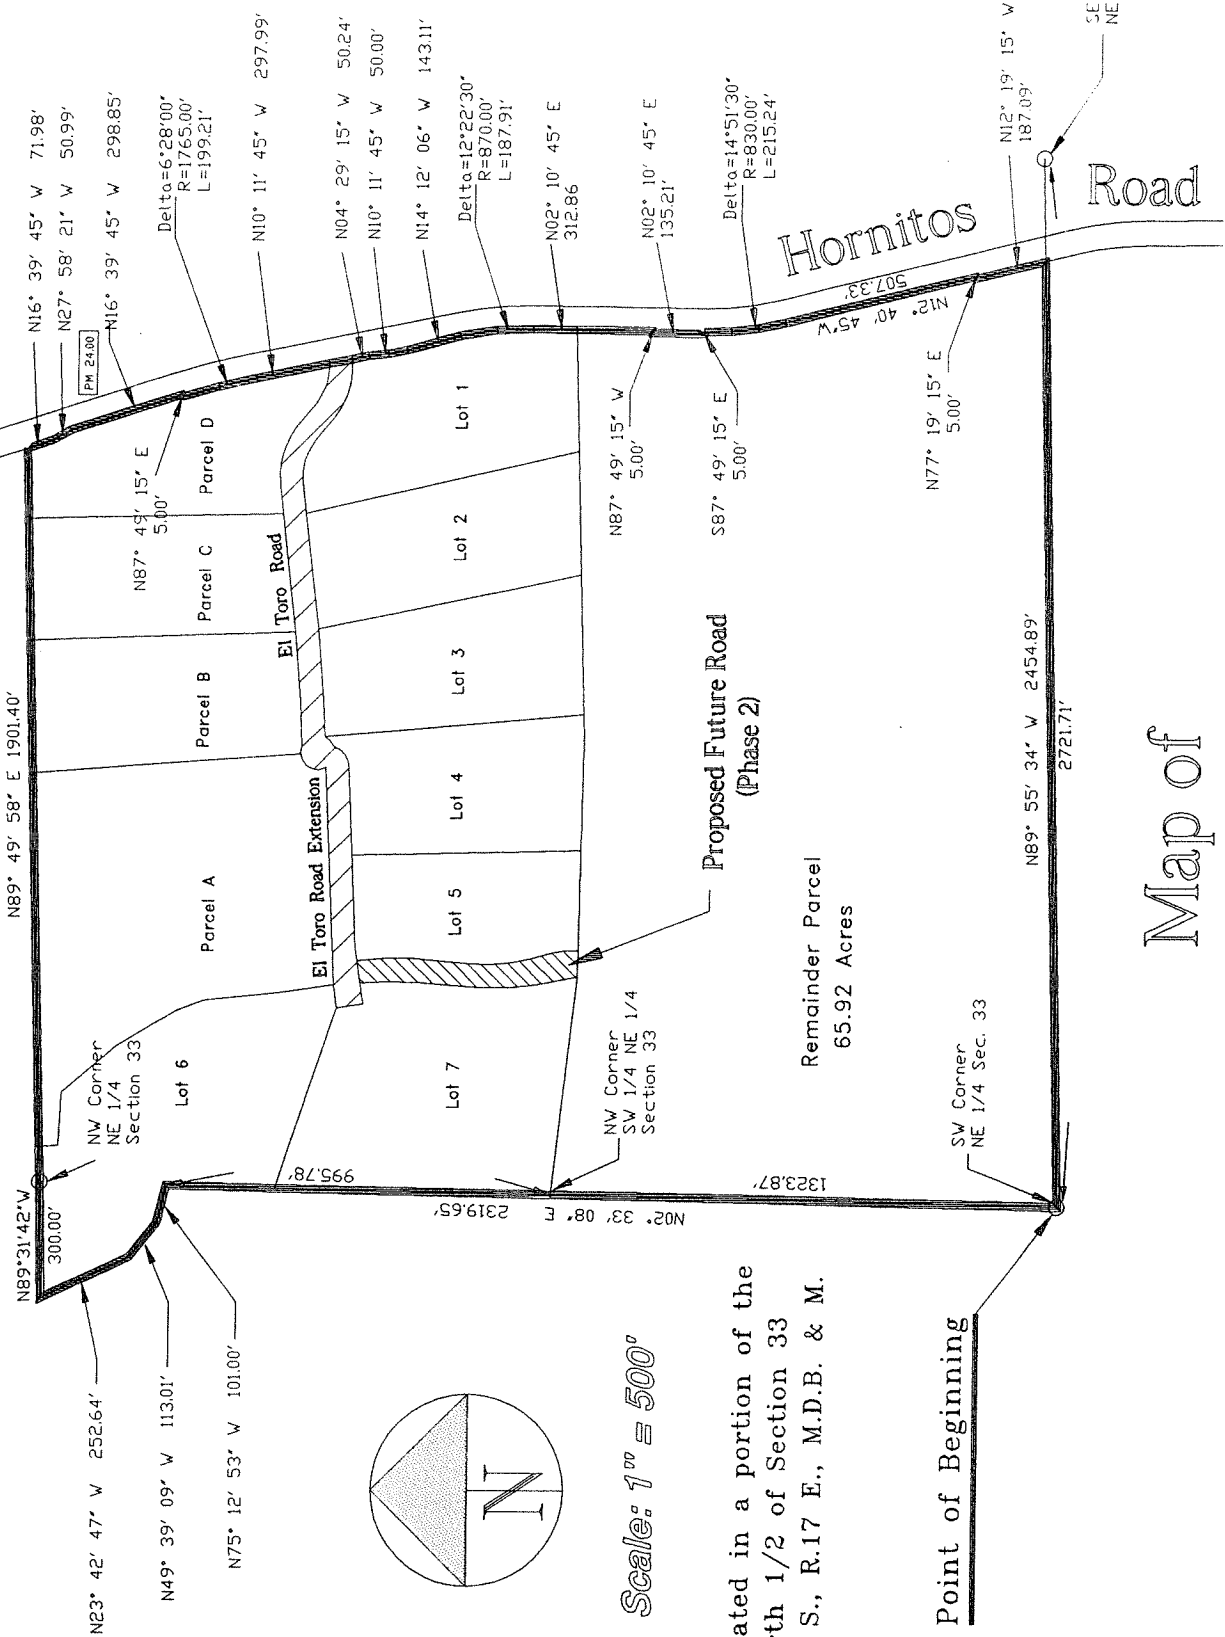 N89° 49' 58" E 1901.40'
N16° 39' 45" W 71.98'
N27° 58' 21" W 50.99'
PM 24.00
N16° 39' 45" W 298.85'
Delta=6°28'00"
R=1765.00'
L=199.21'
N10° 11' 45" W 297.99'
N04° 29' 15" W 50.24'
N10° 11' 45" W 50.00'
N14° 12' 06" W 143.11'
Delta=12°22'30"
R=870.00'
L=187.91'
N02° 10' 45" E
312.86
N02° 10' 45" E
135.21'
Delta=14°51'30"
R=830.00'
L=215.24'
N12° 19' 15" W
187.09'
SE
NE
Hornitos
Road
N12° 40' 45"W
507.33'
N87° 49' 15" E
5.00'
N87° 49' 15" W
5.00'
S87° 49' 15" E
5.00'
N77° 19' 15" E
5.00'
Parcel D
Parcel C
Parcel B
Parcel A
El Toro Road
El Toro Road Extension
Lot 1
Lot 2
Lot 3
Lot 4
Lot 5
Lot 6
Lot 7
Proposed Future Road
(Phase 2)
Remainder Parcel
65.92 Acres
NW Corner
NE 1/4
Section 33
NW Corner
SW 1/4 NE 1/4
Section 33
SW Corner
NE 1/4 Sec. 33
N89° 55' 34" W 2454.89'
2721.71'
N89°31'42"W
300.00'
995.78'
1323.87'
N02° 33' 08" E 2319.65'
N23° 42' 47" W 252.64'
N49° 39' 09" W 113.01'
N75° 12' 53" W 101.00'
N
Scale: 1" = 500'
Map of
ated in a portion of the
th 1/2 of Section 33
S., R.17 E., M.D.B. & M.
Point of Beginning